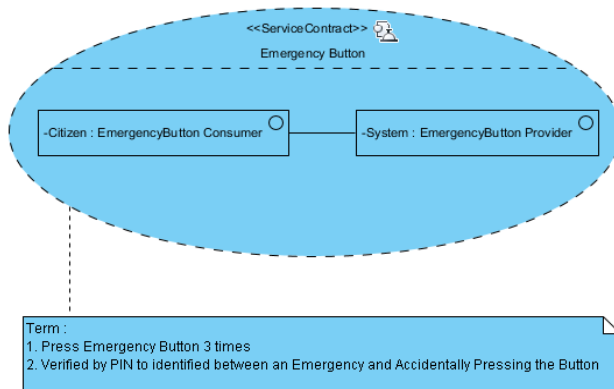 <<ServiceContract>>
Emergency Button
-Citizen : EmergencyButton Consumer
-System : EmergencyButton Provider
Term :
1. Press Emergency Button 3 times
2. Verified by PIN to identified between an Emergency and Accidentally Pressing the Button